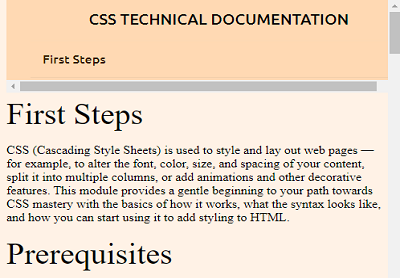 CSS TECHNICAL DOCUMENTATION
First Steps
First Steps
CSS (Cascading Style Sheets) is used to style and lay out web pages —
for example, to alter the font, color, size, and spacing of your content,
split it into multiple columns, or add animations and other decorative
features. This module provides a gentle beginning to your path towards
CSS mastery with the basics of how it works, what the syntax looks like,
and how you can start using it to add styling to HTML.
Prerequisites